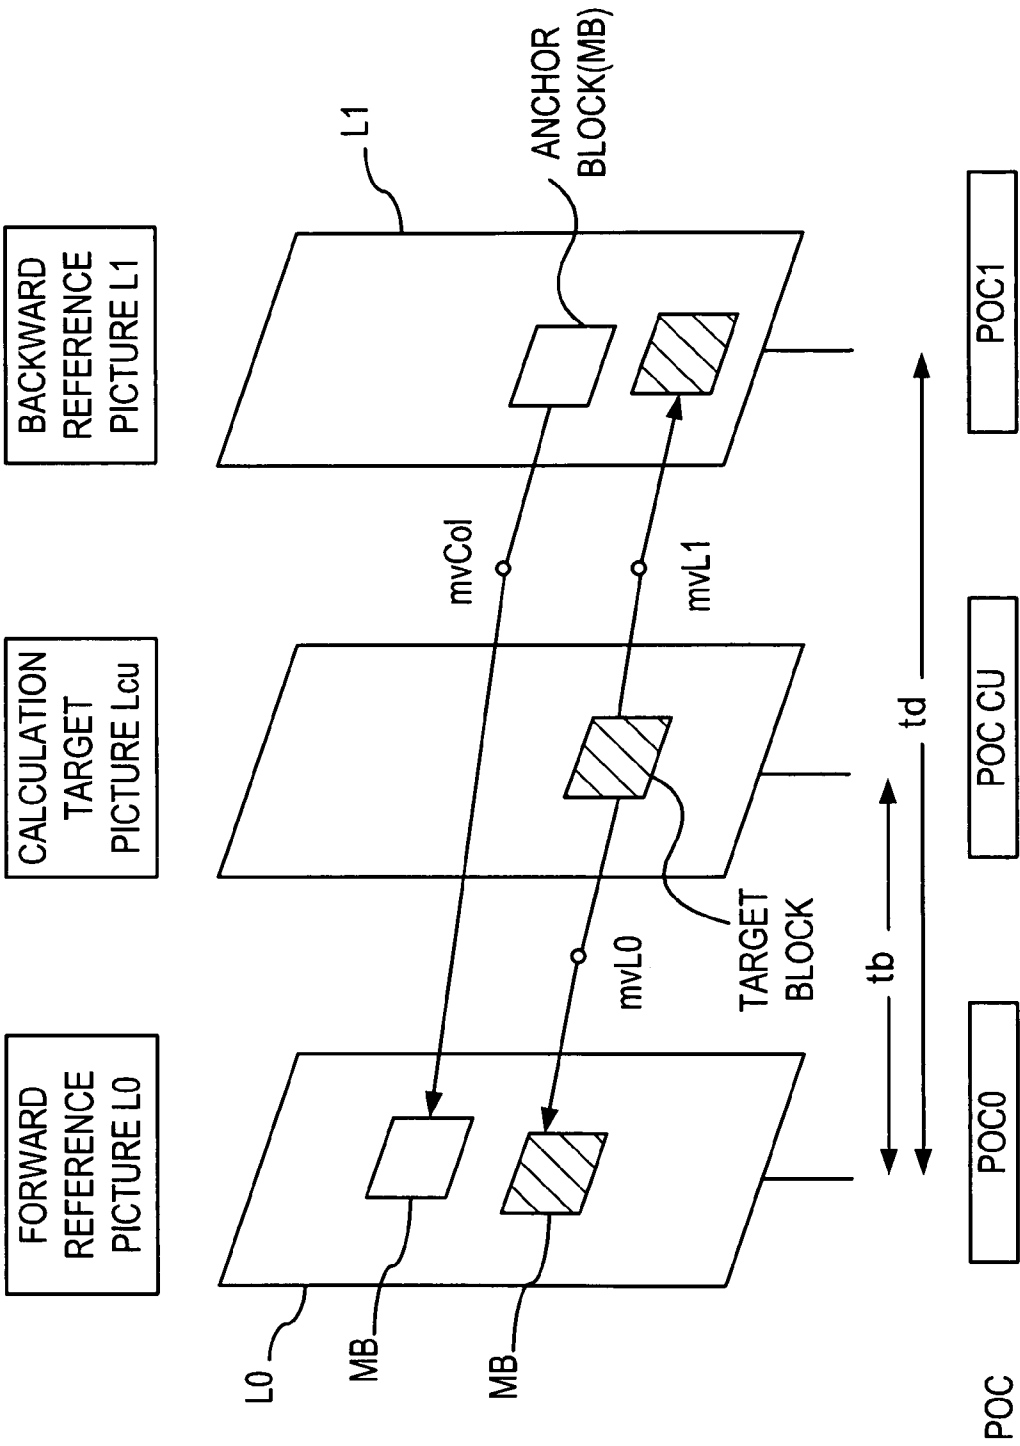 FORWARD
REFERENCE
PICTURE L0
CALCULATION
TARGET
PICTURE Lcu
BACKWARD
REFERENCE
PICTURE L1
L0
L1
MB
MB
mvCol
mvL0
mvL1
ANCHOR
BLOCK(MB)
TARGET
BLOCK
tb
td
POC
POC0
POC CU
POC1